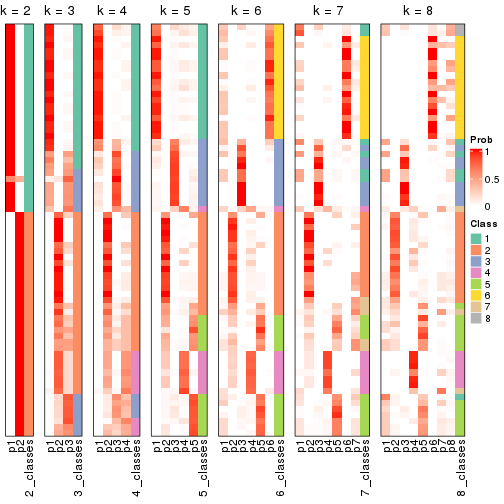 k = 2 k = 3 k = 4 k = 5 k = 6 k = 7 k = 8
Prob
1
0.5
0
Class
1
2
3
4
5
6
7
8
p1 p2 2_classes
p1 p2 p3 3_classes
p1 p2 p3 p4 4_classes
p1 p2 p3 p4 p5 5_classes
p1 p2 p3 p4 p5 p6 6_classes
p1 p2 p3 p4 p5 p6 p7 7_classes
p1 p2 p3 p4 p5 p6 p7 p8 8_classes